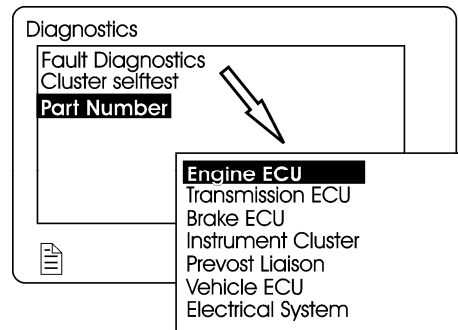 Diagnostics
Fault Diagnostics
Cluster selftest
Part Number
Engine ECU
Transmission ECU
Brake ECU
Instrument Cluster
Prevost Liaison
Vehicle ECU
Electrical System